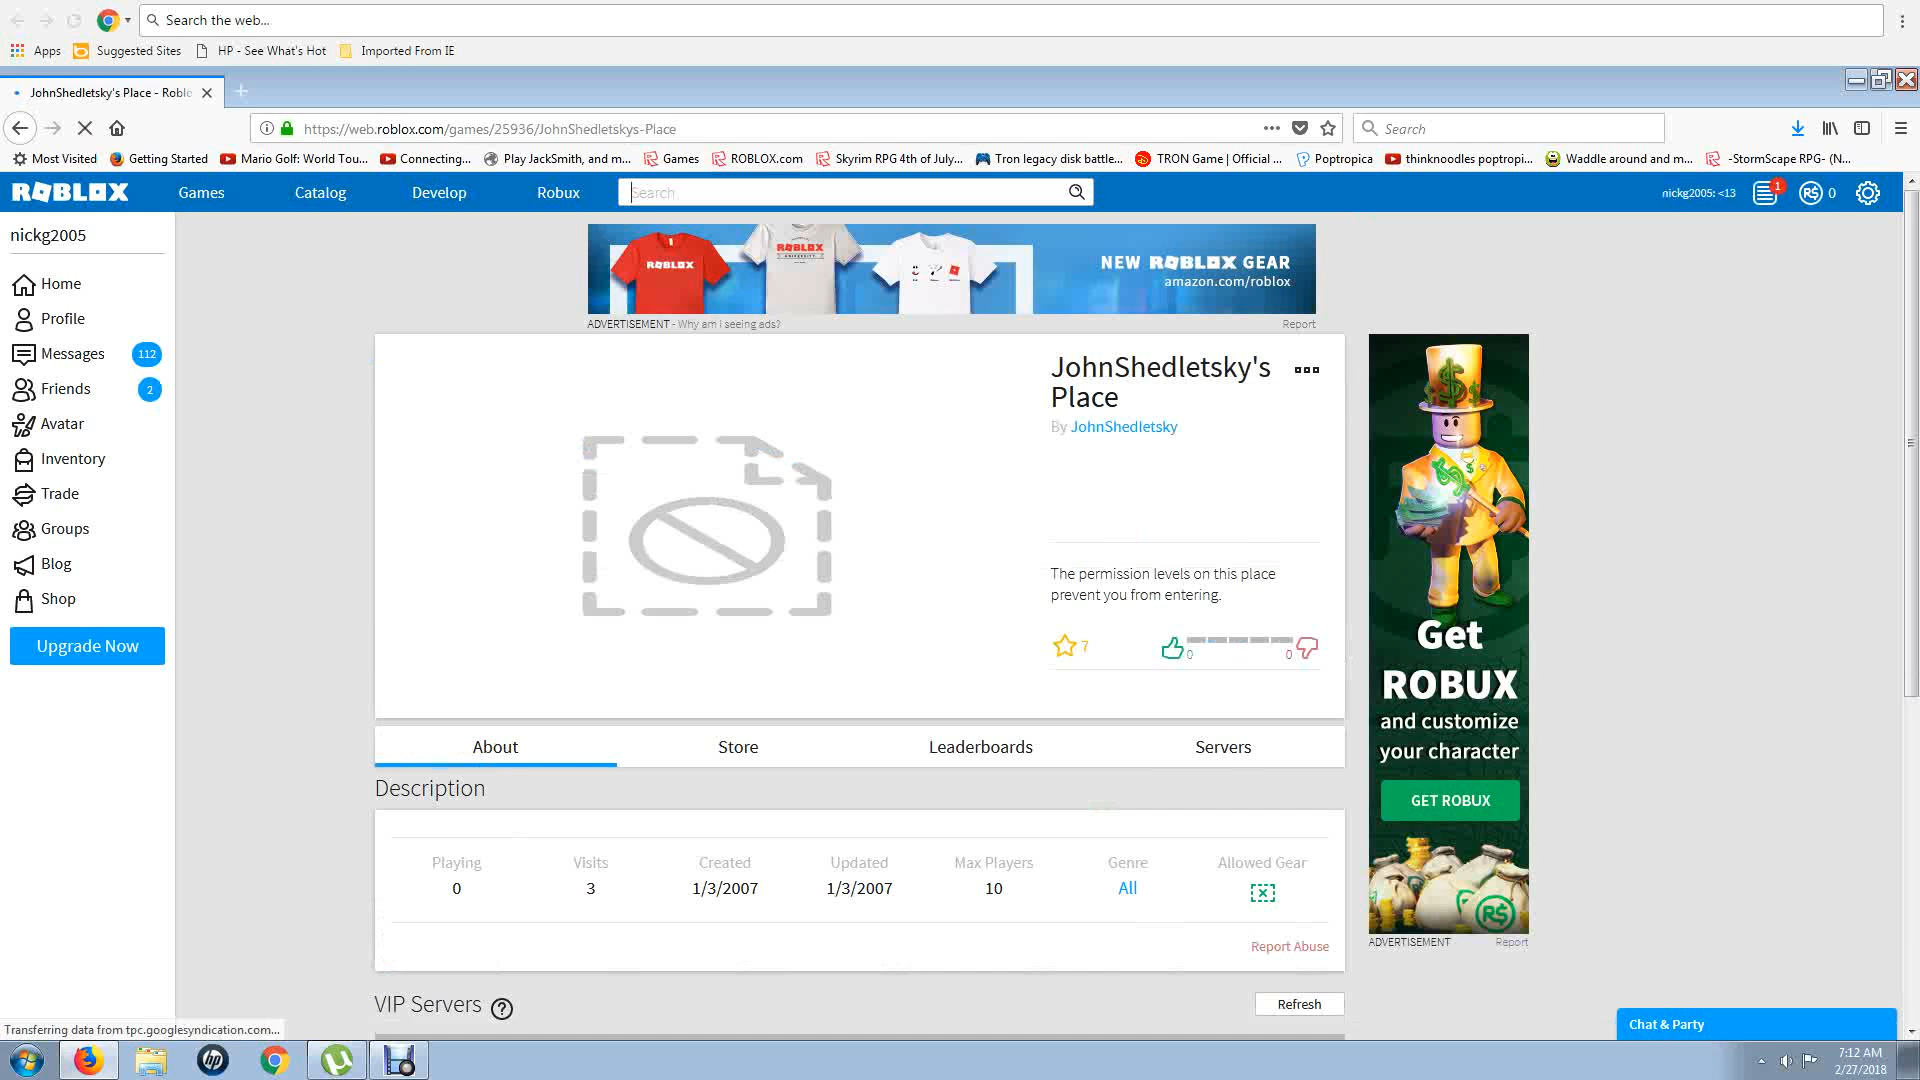 Search the web...
Apps Suggested Sites HP - See What's Hot Imported From IE
JohnShedletsky's Place - Roblo
https://web.roblox.com/games/25936/JohnShedletskys-Place Search
Most Visited Getting Started Mario Golf: World Tou... Connecting... Play JackSmith, and m... Games ROBLOX.com Skyrim RPG 4th of July... Tron legacy disk battle... TRON Game | Official ... Poptropica thinknoodles poptropi... Waddle around and m... -StormScape RPG- (N...
ROBLOX Games Catalog Develop Robux Search nickg2005: <13 1 R$ 0
nickg2005
Home
Profile
Messages 112
Friends 2
Avatar
Inventory
Trade
Groups
Blog
Shop
Upgrade Now
ROBLOX
ROBLOX
UNIVERSITY
NEW ROBLOX GEAR
amazon.com/roblox
ADVERTISEMENT - Why am I seeing ads? Report
JohnShedletsky's
Place
By JohnShedletsky
The permission levels on this place
prevent you from entering.
7 0 0
About Store Leaderboards Servers
Description
Playing Visits Created Updated Max Players Genre Allowed Gear
0 3 1/3/2007 1/3/2007 10 All
Report Abuse
VIP Servers ? Refresh
Get
ROBUX
and customize
your character
GET ROBUX
R$
ADVERTISEMENT Report
Chat & Party
Transferring data from tpc.googlesyndication.com...
hp
7:12 AM
2/27/2018